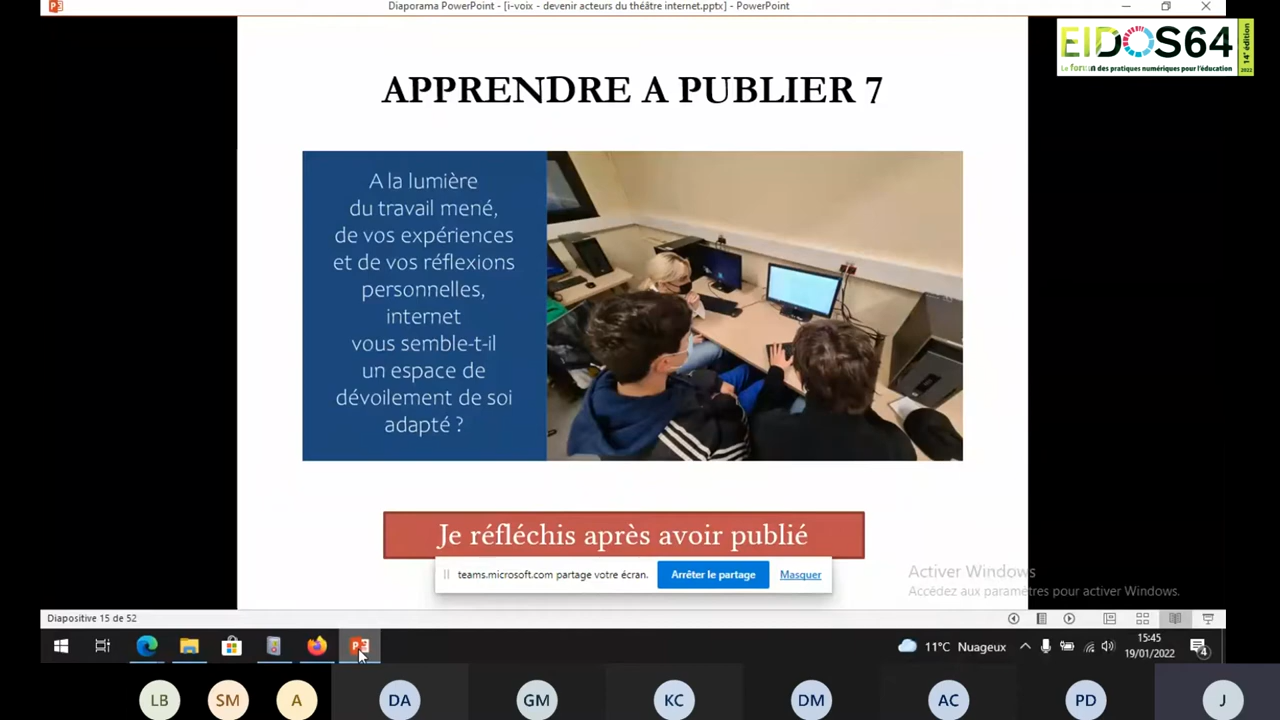 Diaporama PowerPoint - [i-voix - devenir acteurs du théâtre internet.pptx] - PowerPoint
EIDOS64
14e édition
2022
Le forum des pratiques numériques pour l'éducation
APPRENDRE A PUBLIER 7
A la lumière
du travail mené,
de vos expériences
et de vos réflexions
personnelles,
internet
vous semble-t-il
un espace de
dévoilement de soi
adapté ?
Je réfléchis après avoir publié
teams.microsoft.com partage votre écran.
Arrêter le partage
Masquer
Activer Windows
Accédez aux paramètres pour activer Windows.
Diapositive 15 de 52
11°C Nuageux
15:45
19/01/2022
4
LB
SM
A
DA
GM
KC
DM
AC
PD
J